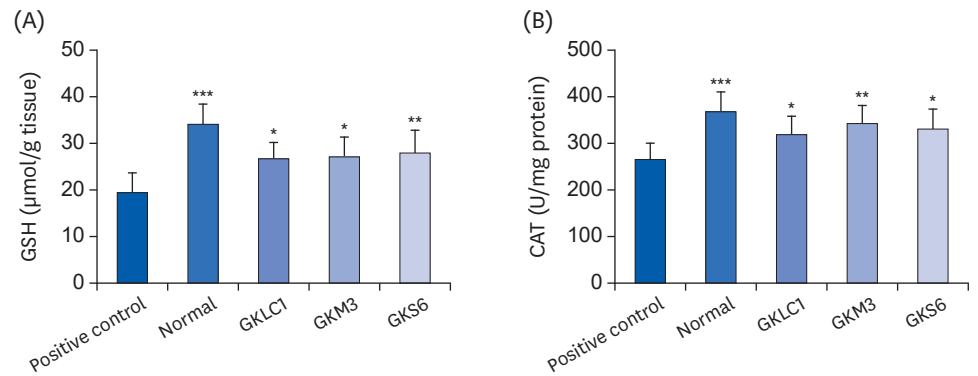 (A)
GSH (µmol/g tissue)
50
40
30
20
10
0
***
*
*
**
Positive control
Normal
GKLC1
GKM3
GKS6
(B)
CAT (U/mg protein)
500
400
300
200
100
0
***
*
**
*
Positive control
Normal
GKLC1
GKM3
GKS6